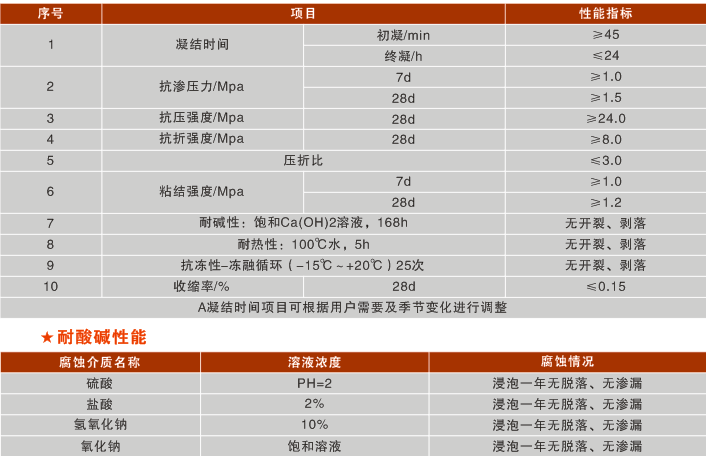 序号 项目 性能指标
1 凝结时间 初凝/min ≥45
终凝/h ≤24
2 抗渗压力/Mpa 7d ≥1.0
28d ≥1.5
3 抗压强度/Mpa 28d ≥24.0
4 抗折强度/Mpa 28d ≥8.0
5 压折比 ≤3.0
6 粘结强度/Mpa 7d ≥1.0
28d ≥1.2
7 耐碱性：饱和Ca(OH)2溶液，168h 无开裂、剥落
8 耐热性：100℃水，5h 无开裂、剥落
9 抗冻性–冻融循环（-15℃～+20℃）25次 无开裂、剥落
10 收缩率/% 28d ≤0.15
A凝结时间项目可根据用户需要及季节变化进行调整
★耐酸碱性能
腐蚀介质名称 溶液浓度 腐蚀情况
硫酸 PH=2 浸泡一年无脱落、无渗漏
盐酸 2% 浸泡一年无脱落、无渗漏
氢氧化钠 10% 浸泡一年无脱落、无渗漏
氧化钠 饱和溶液 浸泡一年无脱落、无渗漏